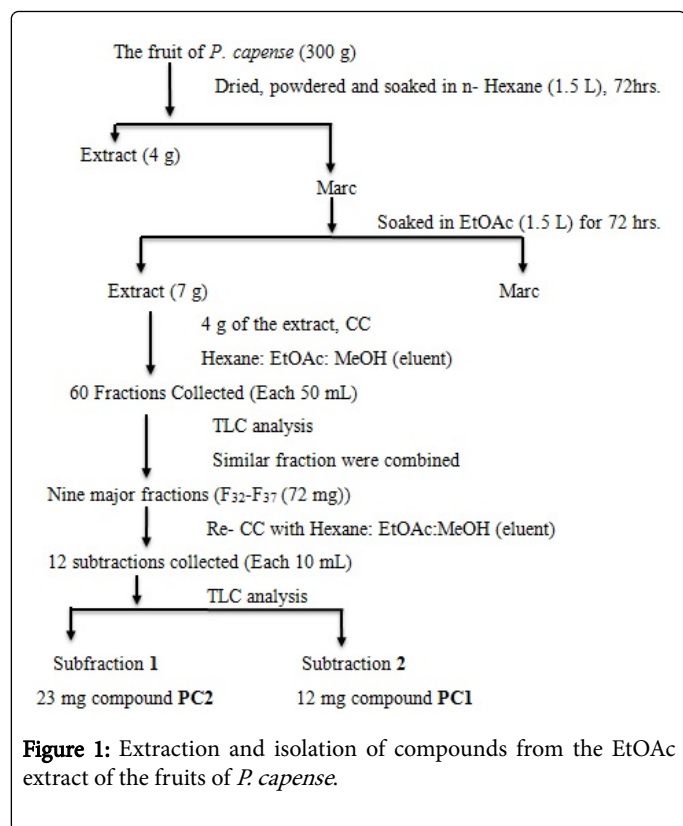 The fruit of P. capense (300 g)
Dried, powdered and soaked in n- Hexane (1.5 L), 72hrs.
Extract (4 g)
Marc
Soaked in EtOAc (1.5 L) for 72 hrs.
Extract (7 g) Marc
4 g of the extract, CC
Hexane: EtOAc: MeOH (eluent)
60 Fractions Collected (Each 50 mL)
TLC analysis
Similar fraction were combined
Nine major fractions (F32-F37 (72 mg))
Re- CC with Hexane: EtOAc:MeOH (eluent)
12 subtractions collected (Each 10 mL)
TLC analysis
Subfraction 1 Subtraction 2
23 mg compound PC2 12 mg compound PC1
Figure 1: Extraction and isolation of compounds from the EtOAc
extract of the fruits of P. capense.